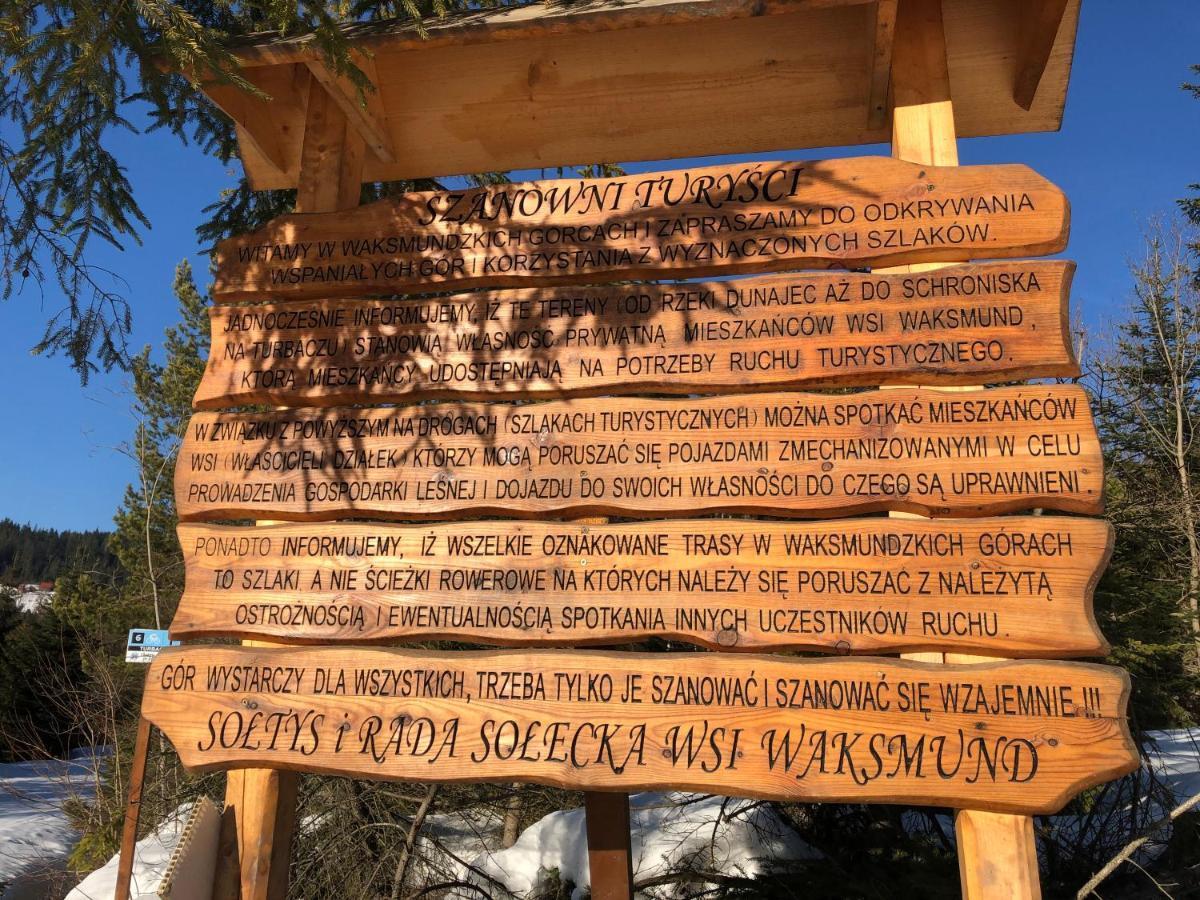 SZANOWNI TURYŚCI
WITAMY W WAKSMUNDZKICH GORCACH I ZAPRASZAMY DO ODKRYWANIA
WSPANIAŁYCH GÓR I KORZYSTANIA Z WYZNACZONYCH SZLAKÓW.
JADNOCZEŚNIE INFORMUJEMY, IŻ TE TERENY (OD RZEKI DUNAJEC AŻ DO SCHRONISKA
NA TURBACZU) STANOWIĄ WŁASNOŚĆ PRYWATNĄ MIESZKAŃCÓW WSI WAKSMUND,
KTÓRĄ MIESZKAŃCY UDOSTĘPNIAJĄ NA POTRZEBY RUCHU TURYSTYCZNEGO.
W ZWIĄZKU Z POWYŻSZYM NA DROGACH (SZLAKACH TURYSTYCZNYCH) MOŻNA SPOTKAĆ MIESZKAŃCÓW
WSI (WŁAŚCICIELI DZIAŁEK) KTÓRZY MOGĄ PORUSZAĆ SIĘ POJAZDAMI ZMECHANIZOWANYMI W CELU
PROWADZENIA GOSPODARKI LEŚNEJ I DOJAZDU DO SWOICH WŁASNOŚCI DO CZEGO SĄ UPRAWNIENI.
PONADTO INFORMUJEMY, IŻ WSZELKIE OZNAKOWANE TRASY W WAKSMUNDZKICH GÓRACH
TO SZLAKI A NIE ŚCIEŻKI ROWEROWE NA KTÓRYCH NALEŻY SIĘ PORUSZAĆ Z NALEŻYTĄ
OSTROŻNOŚCIĄ I EWENTUALNOŚCIĄ SPOTKANIA INNYCH UCZESTNIKÓW RUCHU.
GÓR WYSTARCZY DLA WSZYSTKICH, TRZEBA TYLKO JE SZANOWAĆ I SZANOWAĆ SIĘ WZAJEMNIE !!!
SOŁTYS i RADA SOŁECKA WSI WAKSMUND
6